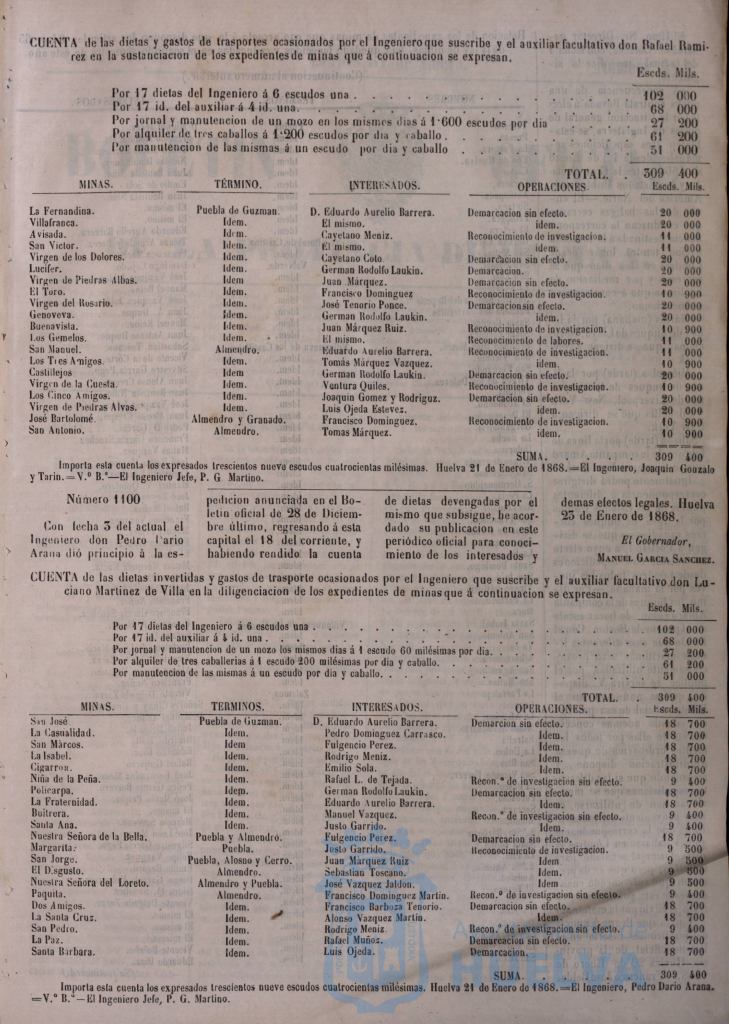 CUENTA de las dietas y gastos de trasportes ocasionados por el Ingeniero que suscribe y el auxiliar facultativo don Rafael Rami-
rez en la sustanciacion de los expedientes de minas que á continuacion se expresan.
Escds. Mils.
Por 17 dietas del Ingeniero á 6 escudos una . . . 102 000
Por 17 id. del auxiliar á 4 id. una. . . . 68 000
Por jornal y manutencion de un mozo en los mismos dias á 1·600 escudos por dia 27 200
Por alquiler de tres caballos á 1·200 escudos por dia y caballo . . . 61 200
Por manutencion de las mismas á un escudo por dia y caballo . . . 51 000
TOTAL. . 309 400
MINAS. TÉRMINO. INTERESADOS. OPERACIONES Escds. Mils.
La Fernandina. Puebla de Guzman. D. Eduardo Aurelio Barrera. Demarcacion sin efecto. 20 000
Villafranca. Idem. El mismo. idem. 20 000
Avisada. Idem. Cayetano Meniz. Reconocimiento de investigacion. 11 000
San Victor. Idem. El mismo. idem. 11 000
Virgen de los Dolores. Idem. Cayetano Coto. Demarcacion sin efecto. 20 000
Lucifer. Idem. German Rodolfo Laukin. Demarcacion. 20 000
Virgen de Piedras Albas. Idem Juan Márquez. Demarcacion sin efecto. 20 000
El Toro. Idem. Francisco Dominguez Reconocimiento de investigacion. 10 900
Virgen del Rosario. Idem. José Tenorio Ponce. Demarcacion sin efecto. 20 000
Genoveva. Idem. German Rodolfo Laukin. idem. 20 000
Buenavista. Idem. Juan Márquez Ruiz. Reconocimiento de investigacion. 10 900
Los Gemelos. Idem. El mismo. Reconocimiento de labores. 11 000
San Manuel. Almendro. Eduardo Aurelio Barrera. Reconocimiento de investigacion. 11 000
Los Tres Amigos. Idem. Tomás Márquez Vazquez. idem. 10 900
Castillejos Idem German Rodolfo Laukin. Demarcacion sin efecto. 20 000
Virgen de la Cuesta. Idem. Ventura Quiles. Reconocimiento de investigacion. 10 900
Los Cinco Amigos. Idem. Joaquin Gomez y Rodriguz. Demarcacion sin efecto. 20 000
Virgen de Piedras Alvas. Idem. Luis Ojeda Estevez. idem. 20 000
José Bartolomé. Almendro y Granado. Francisco Dominguez. Reconocimiento de investigacion. 10 900
San Antonio. Almendro. Tomas Márquez. idem. 10 900
SUMA. . . . 309 400
Importa esta cuenta los expresados trescientos nueve escudos cuatrocientas milésimas. Huelva 21 de Enero de 1868.=El Ingeniero, Joaquin Gonzalo
y Tarin.=V.º B.º—El Ingeniero Jefe, P. G. Martino.
Número 1100
Con fecha 3 del actual el
Ingeniero don Pedro Dario
Arana dió principio á la es-
pedicion anunciada en el Bo-
letin oficial de 28 de Diciem-
bre último, regresando á esta
capital el 18 del corriente, y
habiendo rendido la cuenta
de dietas devengadas por el
mismo que subsigue, he acor-
dado su publicacion en este
periódico oficial para conoci-
miento de los interesados y
demas efectos legales. Huelva
23 de Enero de 1868.
El Gobernador,
MANUEL GARCIA SANCHEZ.
CUENTA de las dietas invertidas y gastos de trasporte ocasionados por el Ingeniero que suscribe y el auxiliar facultativo don Lu-
ciano Martinez de Villa en la diligenciacion de los expedientes de minas que á continuacion se expresan.
Escds. Mils.
Por 17 dietas del Ingeniero á 6 escudos una . . . 102 000
Por 17 id. del auxiliar á 4 id. una . . . 68 000
Por jornal y manutencion de un mozo los mismos dias á 1 escudo 60 milésimas por dia. . . . 27 200
Por alquiler de tres caballerias á 1 escudo 200 milésimas por dia y caballo. . . . 61 200
Por manutencion de las mismas á un escudo por dia y caballo. . . . 51 000
TOTAL. . 309 400
MINAS. TERMINOS. INTERESADOS. OPERACIONES. Escds. Mils.
San José Puebla de Guzman. D. Eduardo Aurelio Barrera. Demarcion sin efecto. 18 700
La Casualidad. Idem. Pedro Dominguez Carrasco. Idem. 18 700
San Márcos. Idem Fulgencio Perez. Idem. 18 700
La Isabel. Idem. Rodrigo Meniz. Idem. 18 700
Cigarron. Idem. Emilio Sola. Idem. 18 700
Niña de la Peña. Idem. Rafael L. de Tejada. Recon.º de investigacion sin efecto. 9 400
Policarpa. Idem. German Rodolfo Laukin. Demarcacion sin efecto. 18 700
La Fraternidad. Idem. Eduardo Aurelio Barrera. Idem. 18 700
Buitrera. Idem. Manuel Vazquez. Recon.º de investigacion sin efecto. 9 400
Santa Ana. Idem. Justo Garrido. Idem. 9 400
Nuestra Señora de la Bella. Puebla y Almendro. Fulgencio Perez. Demarcacion sin efecto. 18 700
Margarita. Puebla. Justo Garrido. Reconocimiento de investigacion. 9 500
San Jorge. Puebla, Alosno y Cerro. Juan Márquez Ruiz Idem 9 500
El Disgusto. Almendro. Sebastian Toscano. Idem. 9 500
Nuestra Señora del Loreto. Almendro y Puebla. José Vazquez Jaldon. Idem. 9 500
Paquita. Almendro. Francisco Dominguez Martin. Recon.º de investigacion sin efecto. 9 400
Dos Amigos. Idem. Francisco Barboza Tenorio. Demarcacion sin efecto. 18 700
La Santa Cruz. Idem. Alonso Vazquez Martin. Idem. 18 700
San Pedro. Idem. Rodrigo Meniz. Recon.º de investigacion sin efecto. 9 400
La Paz. Idem. Rafael Muñoz. Demarcacion sin efecto. 18 700
Santa Bárbara. Idem. Luis Ojeda. Demarcacion. 18 700
SUMA. . . . 309 400
Importa esta cuenta los expresados trescientos nueve escudos cuatrocientas milésimas. Huelva 21 de Enero de 1868.=El Ingeniero, Pedro Dario Arana.
=V.º B.º—El Ingeniero Jefe, P. G. Martino.
HUELVA